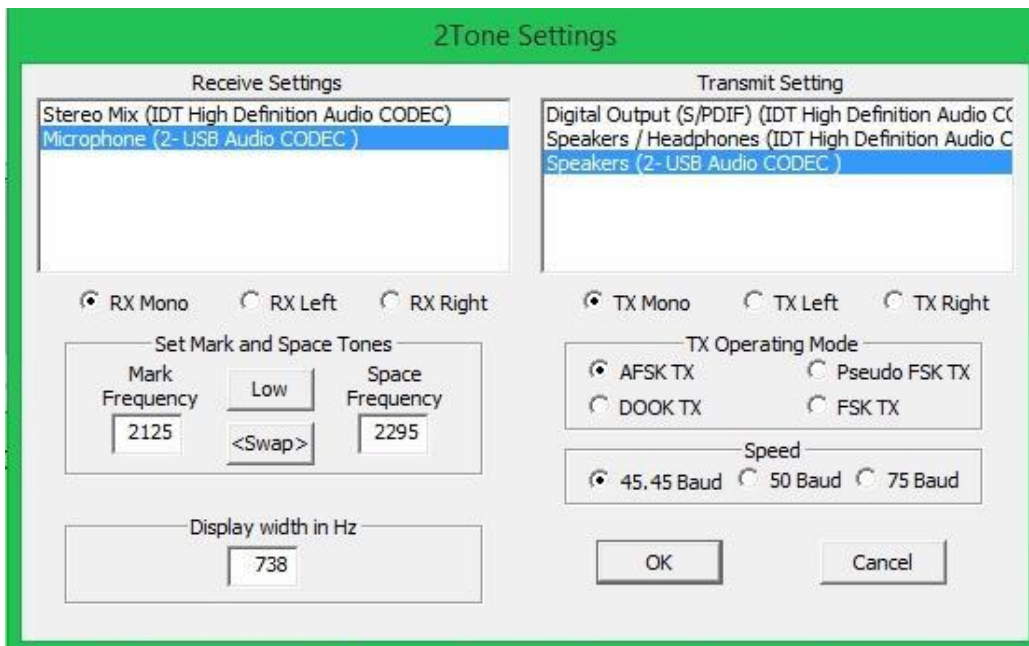 2Tone Settings
Receive Settings
Stereo Mix (IDT High Definition Audio CODEC)
Microphone (2- USB Audio CODEC )
RX Mono
RX Left
RX Right
Set Mark and Space Tones
Mark
Frequency
2125
Low
<Swap>
Space
Frequency
2295
Display width in Hz
738
Transmit Setting
Digital Output (S/PDIF) (IDT High Definition Audio CO
Speakers / Headphones (IDT High Definition Audio C
Speakers (2- USB Audio CODEC )
TX Mono
TX Left
TX Right
TX Operating Mode
AFSK TX
Pseudo FSK TX
DOOK TX
FSK TX
Speed
45.45 Baud
50 Baud
75 Baud
OK
Cancel